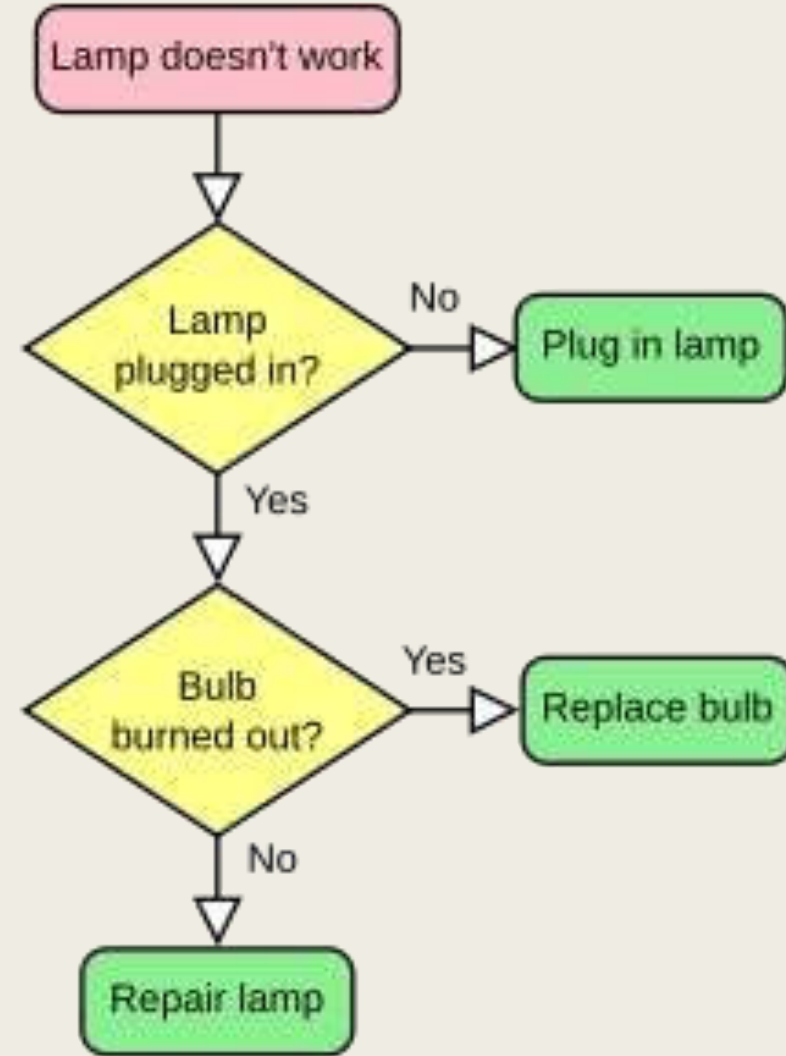 Lamp doesn't work
Lamp
plugged in?
No
Plug in lamp
Yes
Bulb
burned out?
Yes
Replace bulb
No
Repair lamp